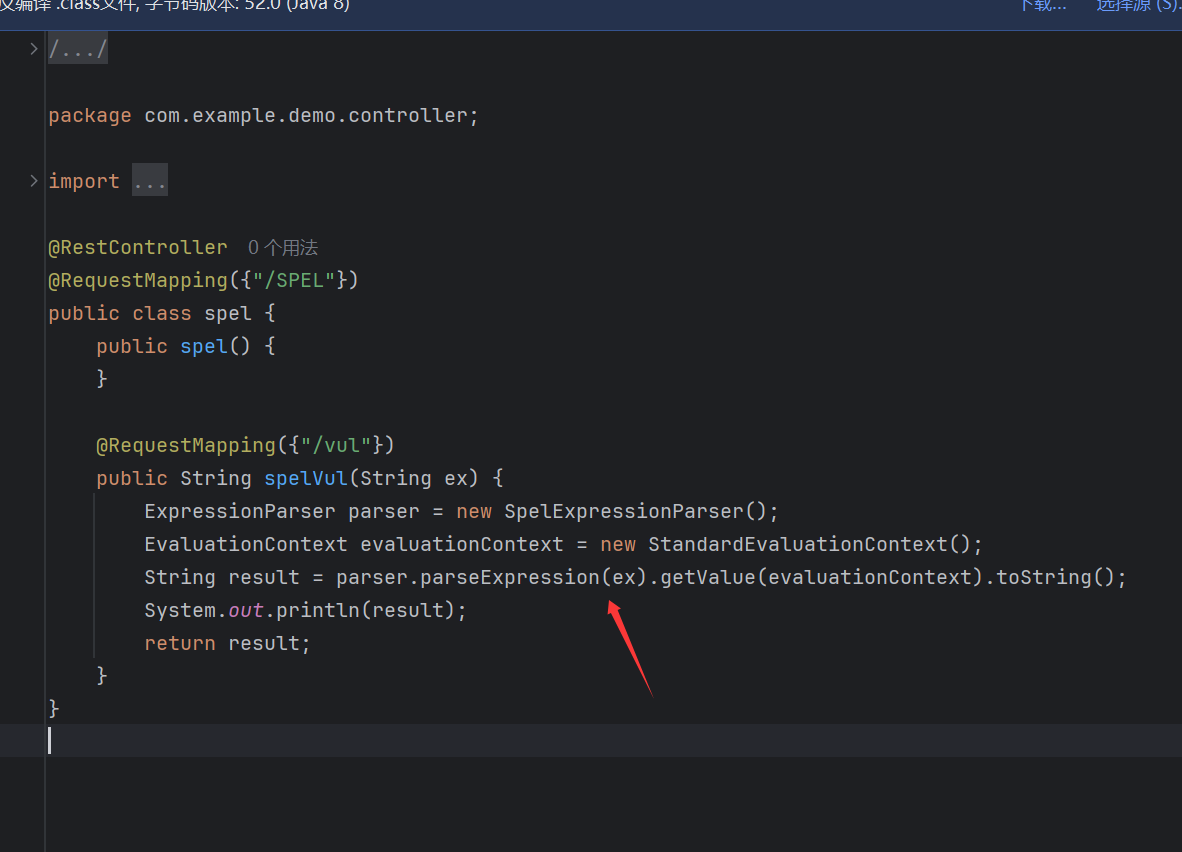 反编译 .class文件, 字节码版本: 52.0 (Java 8)
下载... 选择源 (S).
/.../
package com.example.demo.controller;
import ...
@RestController 0 个用法
@RequestMapping({"/SPEL"})
public class spel {
public spel() {
}
@RequestMapping({"/vul"})
public String spelVul(String ex) {
ExpressionParser parser = new SpelExpressionParser();
EvaluationContext evaluationContext = new StandardEvaluationContext();
String result = parser.parseExpression(ex).getValue(evaluationContext).toString();
System.out.println(result);
return result;
}
}